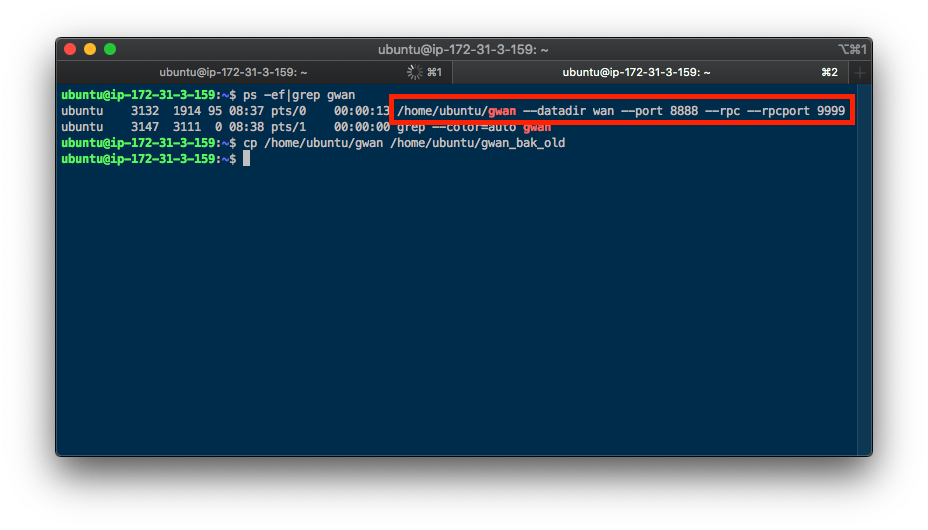 ubuntu@ip-172-31-3-159: ~
⌥⌘1
ubuntu@ip-172-31-3-159: ~ ⌘1
ubuntu@ip-172-31-3-159: ~ ⌘2 +
ubuntu@ip-172-31-3-159:~$ ps -ef|grep gwan
ubuntu    3132  1914 95 08:37 pts/0    00:00:13 /home/ubuntu/gwan --datadir wan --port 8888 --rpc --rpcport 9999
ubuntu    3147  3111  0 08:38 pts/1    00:00:00 grep --color=auto gwan
ubuntu@ip-172-31-3-159:~$ cp /home/ubuntu/gwan /home/ubuntu/gwan_bak_old
ubuntu@ip-172-31-3-159:~$